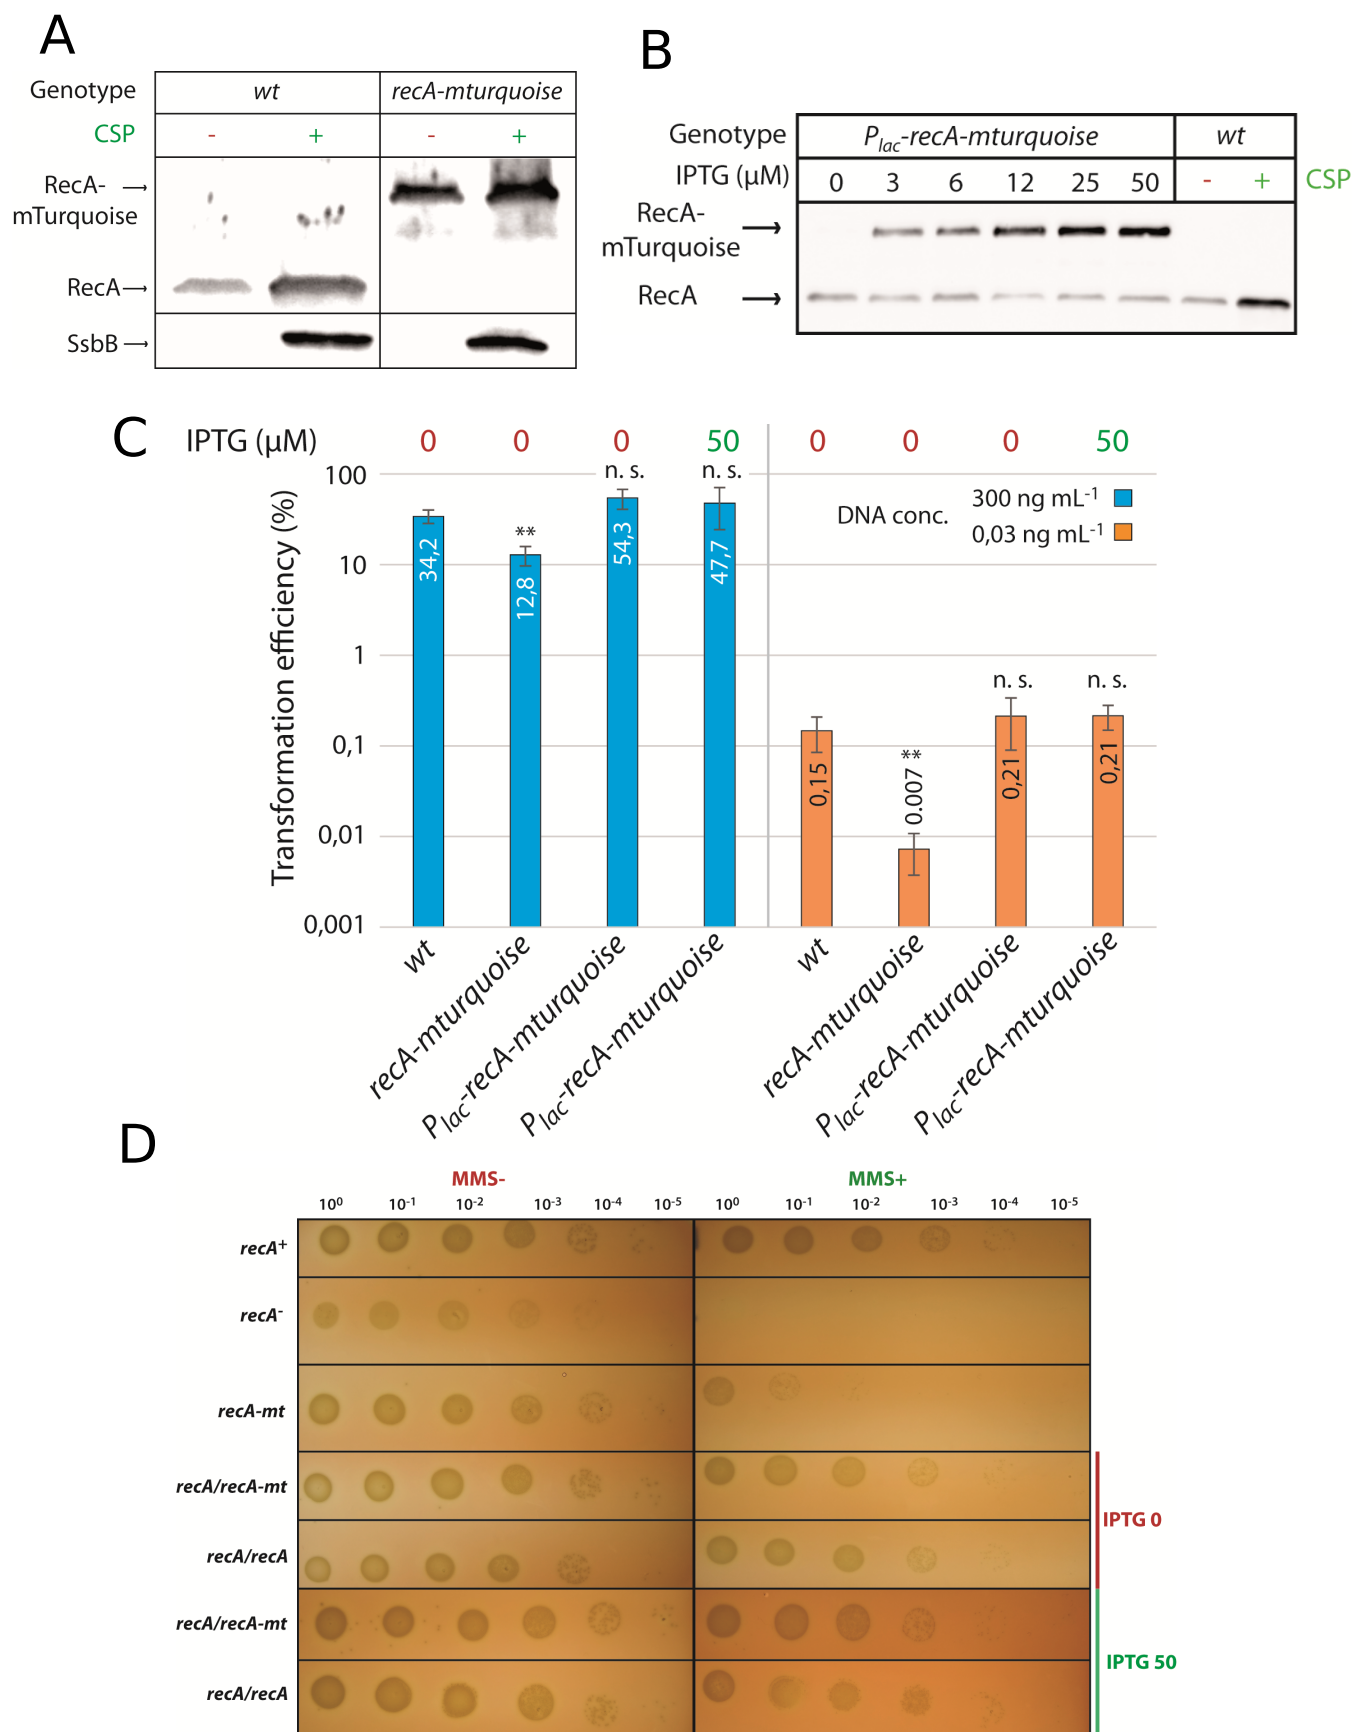 A
Genotype wt recA-mturquoise
CSP - + - +
RecA-
mTurquoise
RecA
SsbB
B
Genotype Plac-recA-mturquoise wt
IPTG (μM) 0 3 6 12 25 50 - + CSP
RecA-
mTurquoise
RecA
C
IPTG (μM) 0 0 0 50 0 0 0 50
Transformation efficiency (%)
100
10
1
0,1
0,01
0,001
** n. s. n. s.
34,2 12,8 54,3 47,7
DNA conc.
300 ng mL-1
0,03 ng mL-1
** n. s. n. s.
0,15 0.007 0,21 0,21
wt recA-mturquoise Plac-recA-mturquoise Plac-recA-mturquoise wt recA-mturquoise Plac-recA-mturquoise Plac-recA-mturquoise
D
MMS- MMS+
10⁰ 10⁻¹ 10⁻² 10⁻³ 10⁻⁴ 10⁻⁵ 10⁰ 10⁻¹ 10⁻² 10⁻³ 10⁻⁴ 10⁻⁵
recA⁺
recA⁻
recA-mt
recA/recA-mt
IPTG 0
recA/recA
recA/recA-mt
IPTG 50
recA/recA